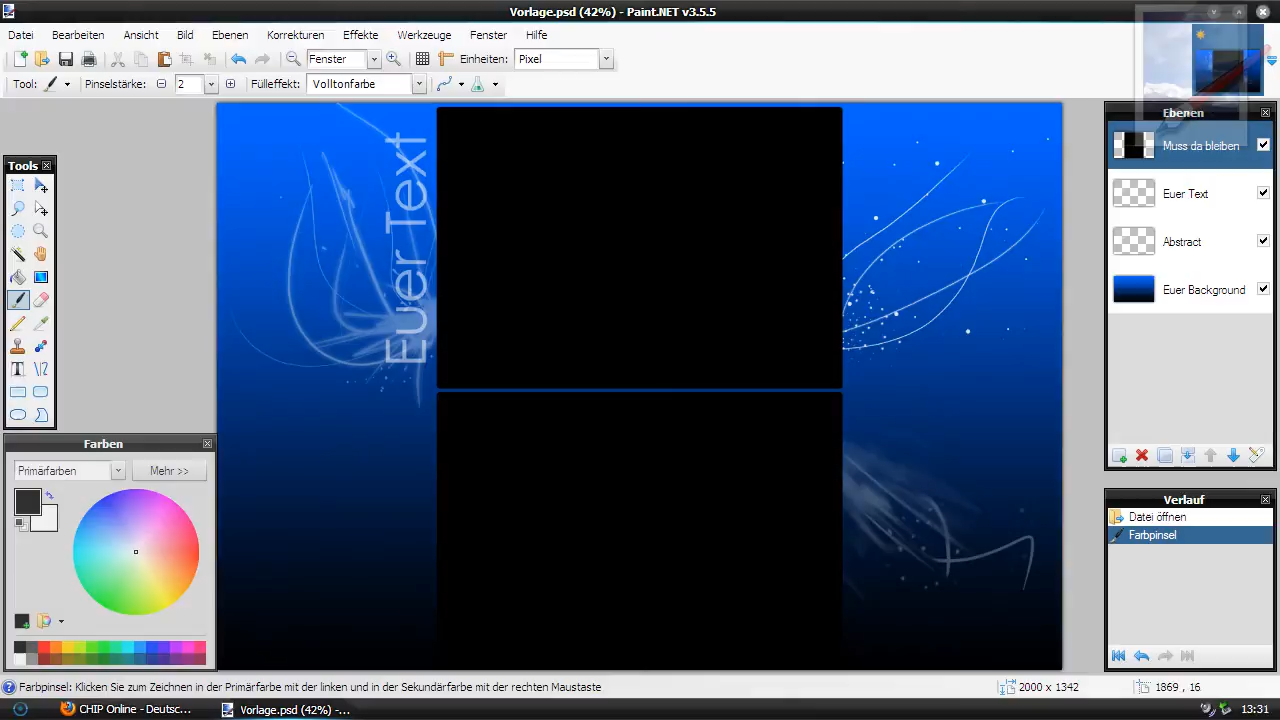 Vorlage.psd (42%) - Paint.NET v3.5.5
Datei Bearbeiten Ansicht Bild Ebenen Korrekturen Effekte Werkzeuge Fenster Hilfe
Fenster Einheiten: Pixel
Tool: Pinselstärke: 2 Fülleffekt: Volltonfarbe
Tools
Euer Text
Ebenen
Muss da bleiben
Euer Text
Abstract
Euer Background
Farben
Primärfarben Mehr >>
Verlauf
Datei öffnen
Farbpinsel
Farbpinsel: Klicken Sie zum Zeichnen in der Primärfarbe mit der linken und in der Sekundärfarbe mit der rechten Maustaste
2000 x 1342
1869 , 16
CHIP Online - Deutsc...
Vorlage.psd (42%) -...
13:31